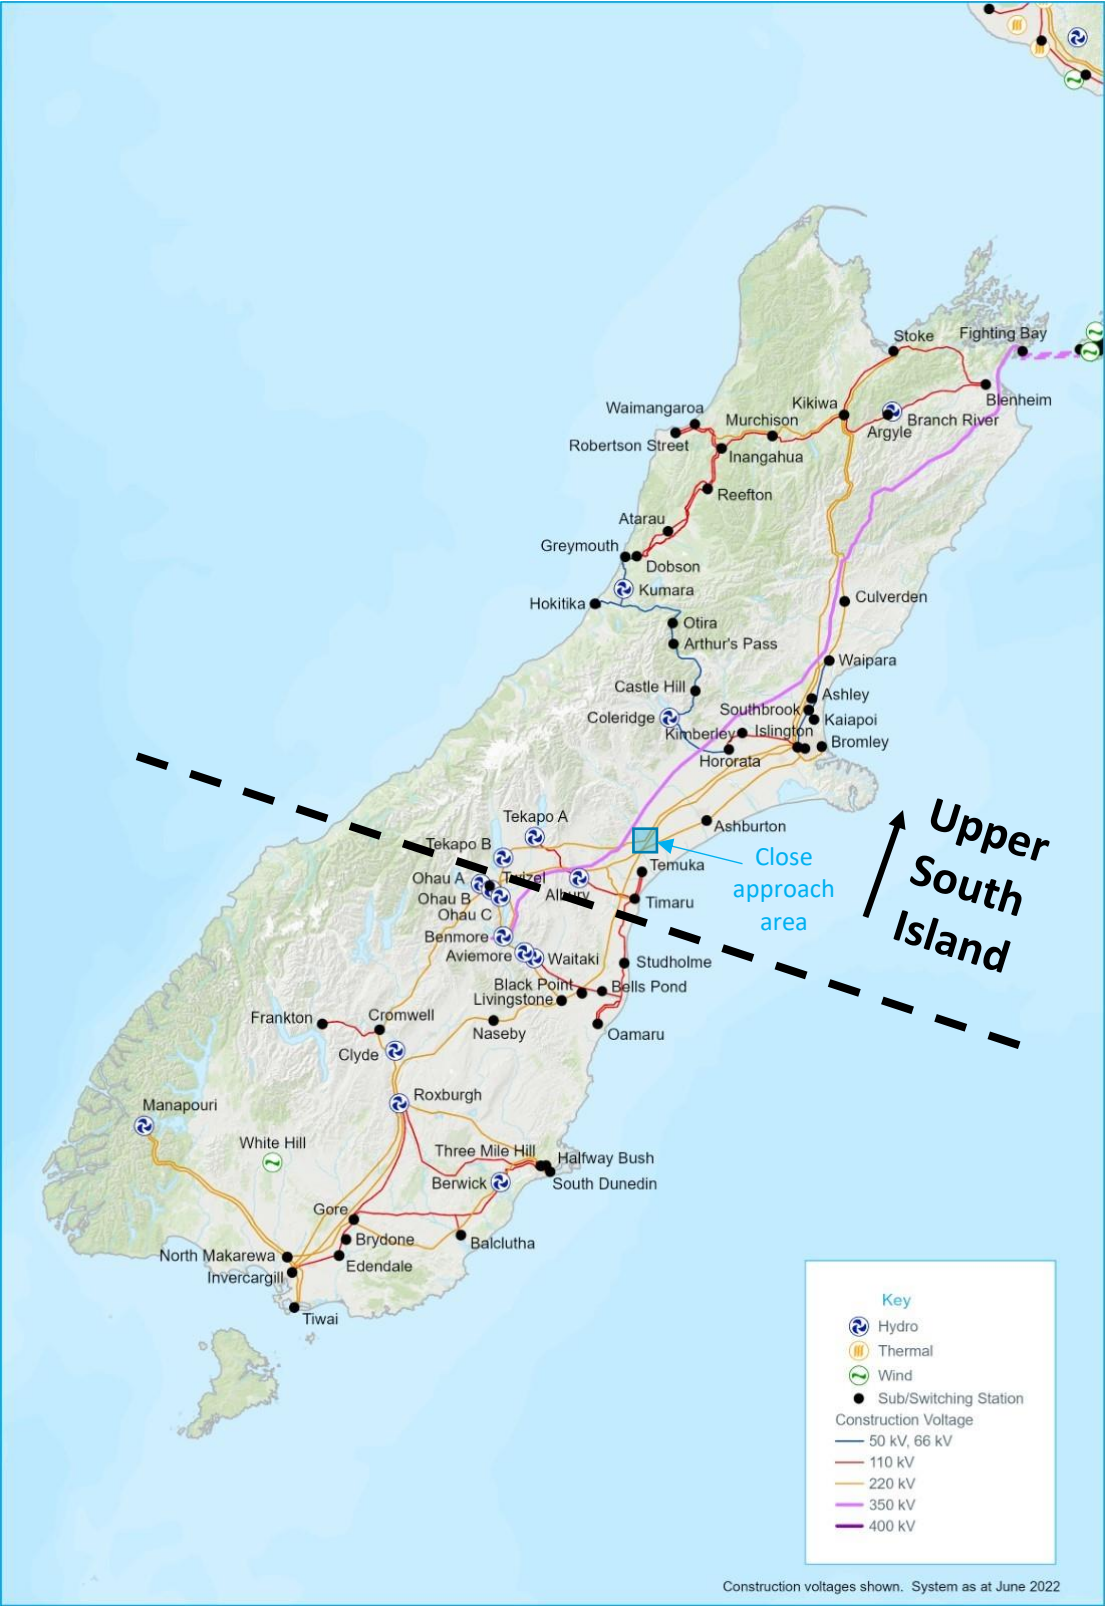 Stoke
Fighting Bay
Blenheim
Kikiwa
Branch River
Argyle
Waimangaroa
Murchison
Robertson Street
Inangahua
Reefton
Atarau
Greymouth
Dobson
Kumara
Hokitika
Culverden
Otira
Arthur's Pass
Waipara
Castle Hill
Ashley
Southbrook
Coleridge
Kaiapoi
Kimberley
Islington
Bromley
Hororata
Tekapo A
Ashburton
Tekapo B
Close
approach
area
Upper
South
Island
Temuka
Ohau A
Twizel
Albury
Ohau B
Timaru
Ohau C
Benmore
Aviemore
Waitaki
Studholme
Black Point
Bells Pond
Livingstone
Frankton
Cromwell
Naseby
Oamaru
Clyde
Roxburgh
Manapouri
White Hill
Three Mile Hill
Halfway Bush
Berwick
South Dunedin
Gore
Brydone
Balclutha
North Makarewa
Edendale
Invercargill
Tiwai
Key
Hydro
Thermal
Wind
Sub/Switching Station
Construction Voltage
50 kV, 66 kV
110 kV
220 kV
350 kV
400 kV
Construction voltages shown. System as at June 2022